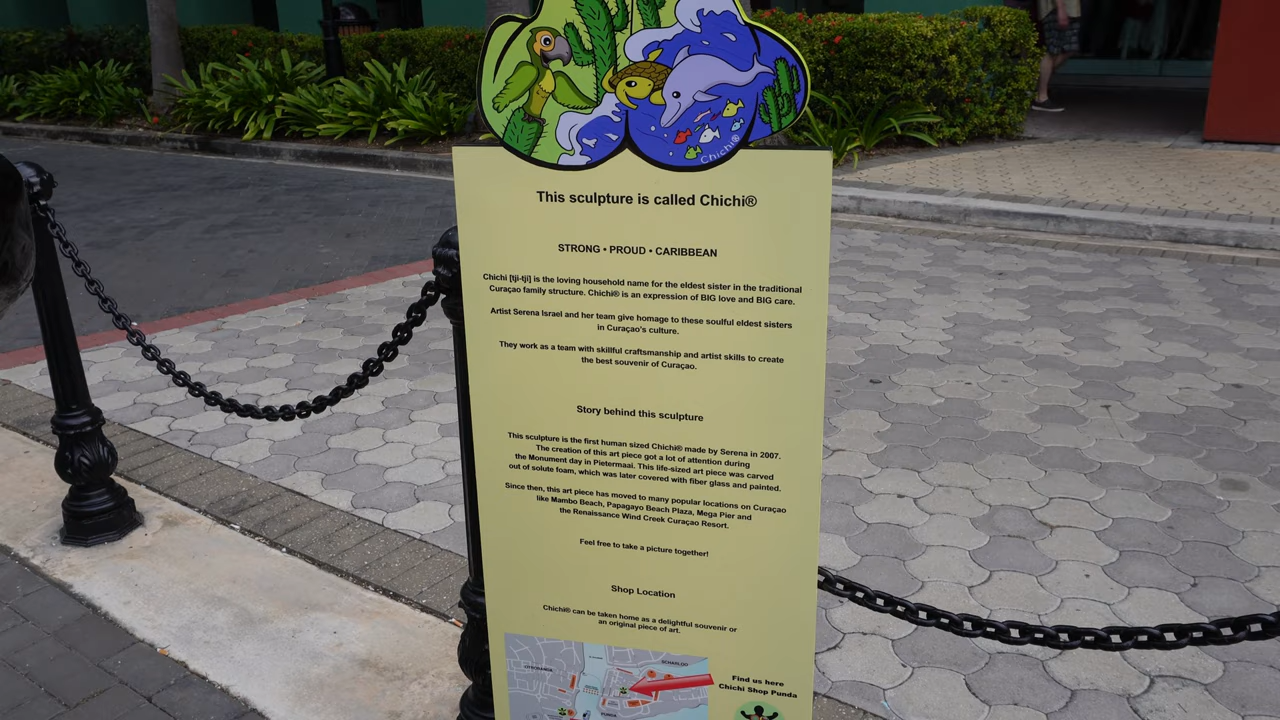 Chichi®
This sculpture is called Chichi®
STRONG • PROUD • CARIBBEAN
Chichi [tji-tji] is the loving household name for the eldest sister in the traditional
Curaçao family structure. Chichi® is an expression of BIG love and BIG care.
Artist Serena Israel and her team give homage to these soulful eldest sisters
in Curaçao's culture.
They work as a team with skillful craftsmanship and artist skills to create
the best souvenir of Curaçao.
Story behind this sculpture
This sculpture is the first human sized Chichi® made by Serena in 2007.
The creation of this art piece got a lot of attention during
the Monument day in Pietermaai. This life-sized art piece was carved
out of solute foam, which was later covered with fiber glass and painted.
Since then, this art piece has moved to many popular locations on Curaçao
like Mambo Beach, Papagayo Beach Plaza, Mega Pier and
the Renaissance Wind Creek Curaçao Resort.
Feel free to take a picture together!
Shop Location
Chichi® can be taken home as a delightful souvenir or
an original piece of art.
OTROBANDA
SCHARLOO
PUNDA
Find us here
Chichi Shop Punda